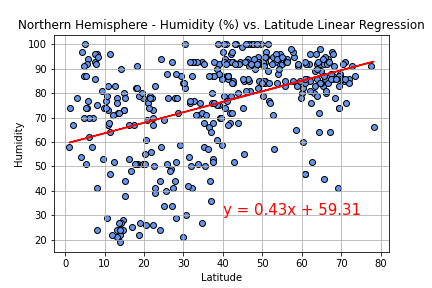 Northern Hemisphere - Humidity (%) vs. Latitude Linear Regression
100
90
80
70
60
50
40
30
20
Humidity
y = 0.43x + 59.31
0 10 20 30 40 50 60 70 80
Latitude